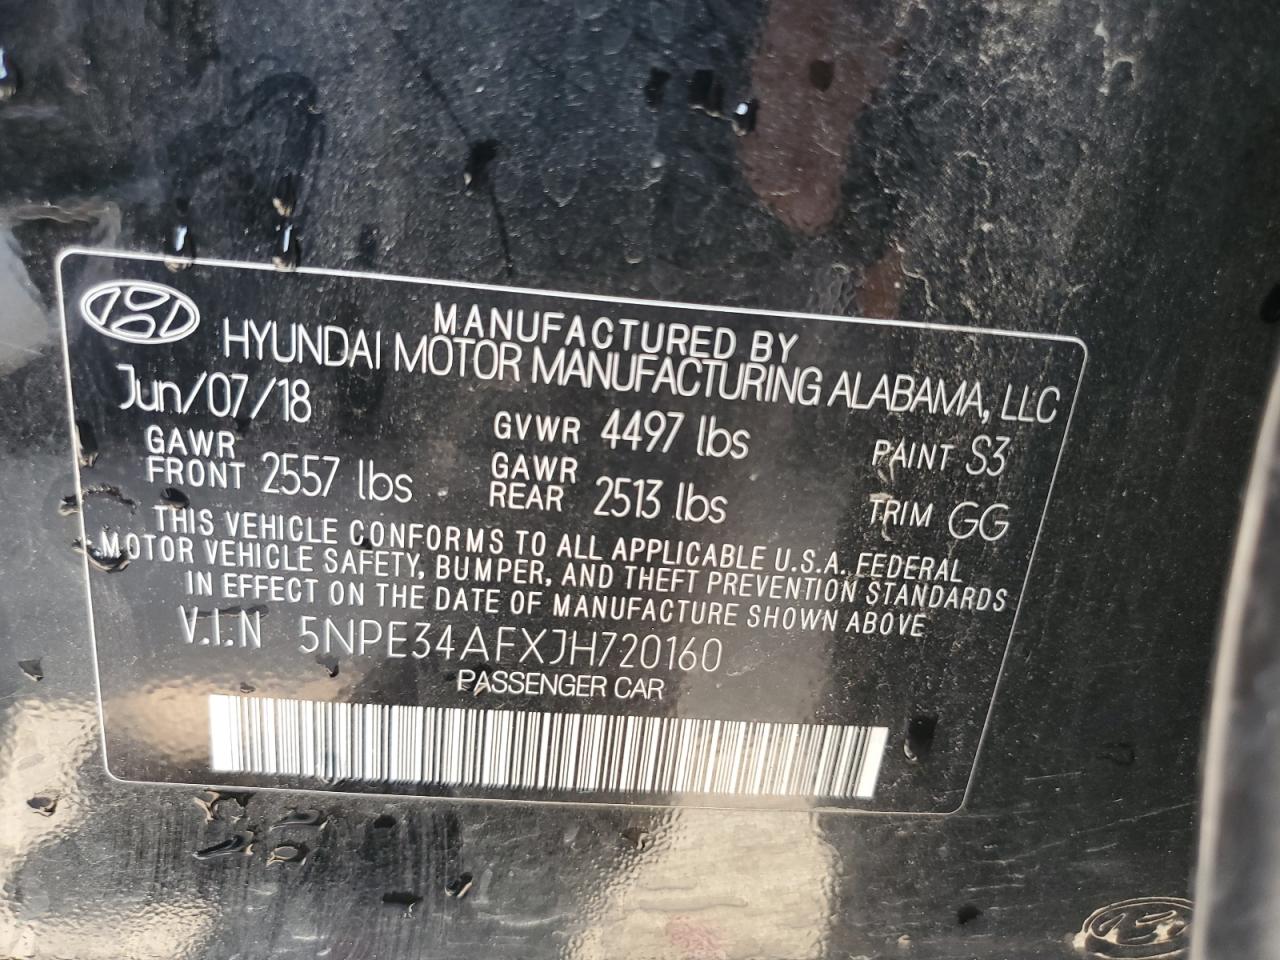 MANUFACTURED BY
HYUNDAI MOTOR MANUFACTURING ALABAMA, LLC
Jun/07/18 GVWR 4497 lbs PAINT S3
GAWR FRONT 2557 lbs GAWR REAR 2513 lbs TRIM GG
THIS VEHICLE CONFORMS TO ALL APPLICABLE U.S.A. FEDERAL
MOTOR VEHICLE SAFETY, BUMPER, AND THEFT PREVENTION STANDARDS
IN EFFECT ON THE DATE OF MANUFACTURE SHOWN ABOVE
V.I.N 5NPE34AFXJH720160
PASSENGER CAR